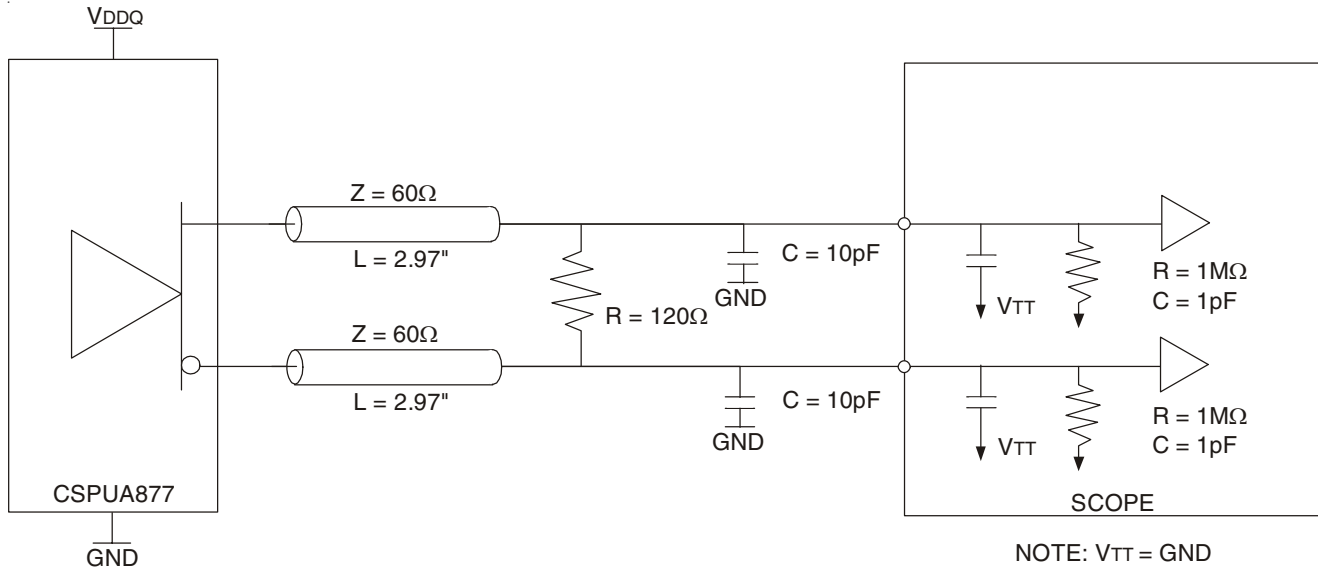 VDDQ
Z = 60Ω
L = 2.97"
C = 10pF
GND
R = 120Ω
Z = 60Ω
L = 2.97"
C = 10pF
GND
VTT
R = 1MΩ
C = 1pF
VTT
R = 1MΩ
C = 1pF
CSPUA877
SCOPE
GND
NOTE: VTT = GND